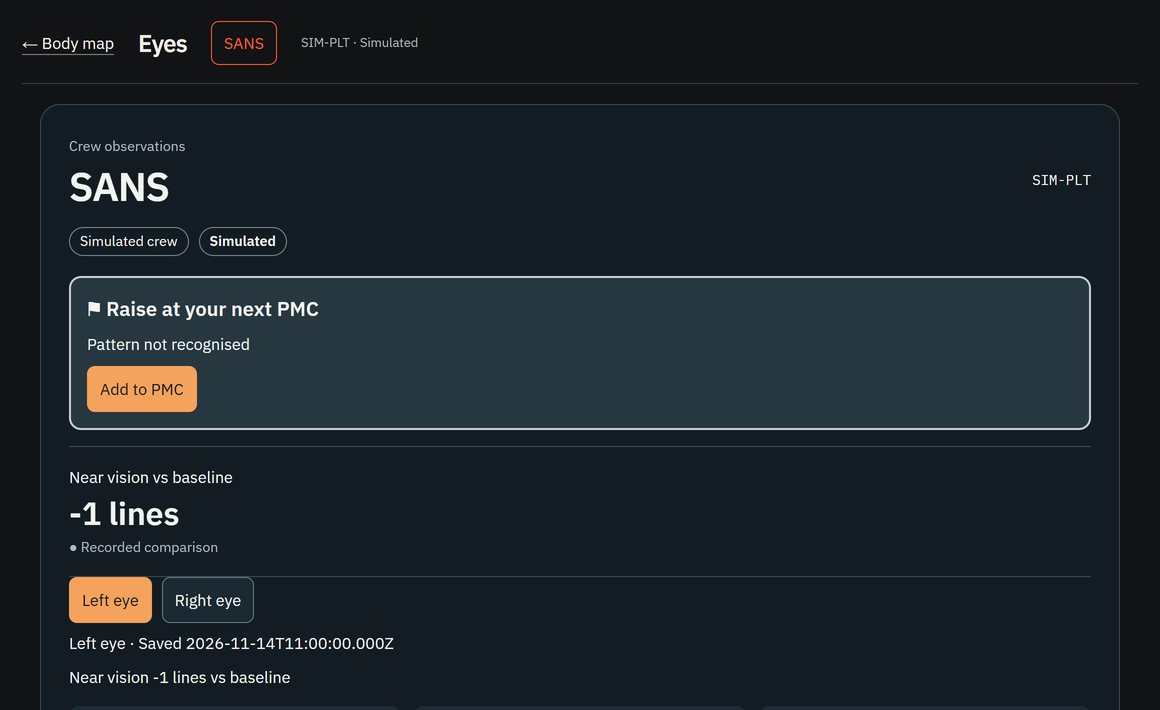 ← Body map Eyes SANS SIM-PLT · Simulated
Crew observations
SANS
SIM-PLT
Simulated crew Simulated
⚑ Raise at your next PMC
Pattern not recognised
Add to PMC
Near vision vs baseline
-1 lines
● Recorded comparison
Left eye Right eye
Left eye · Saved 2026-11-14T11:00:00.000Z
Near vision -1 lines vs baseline